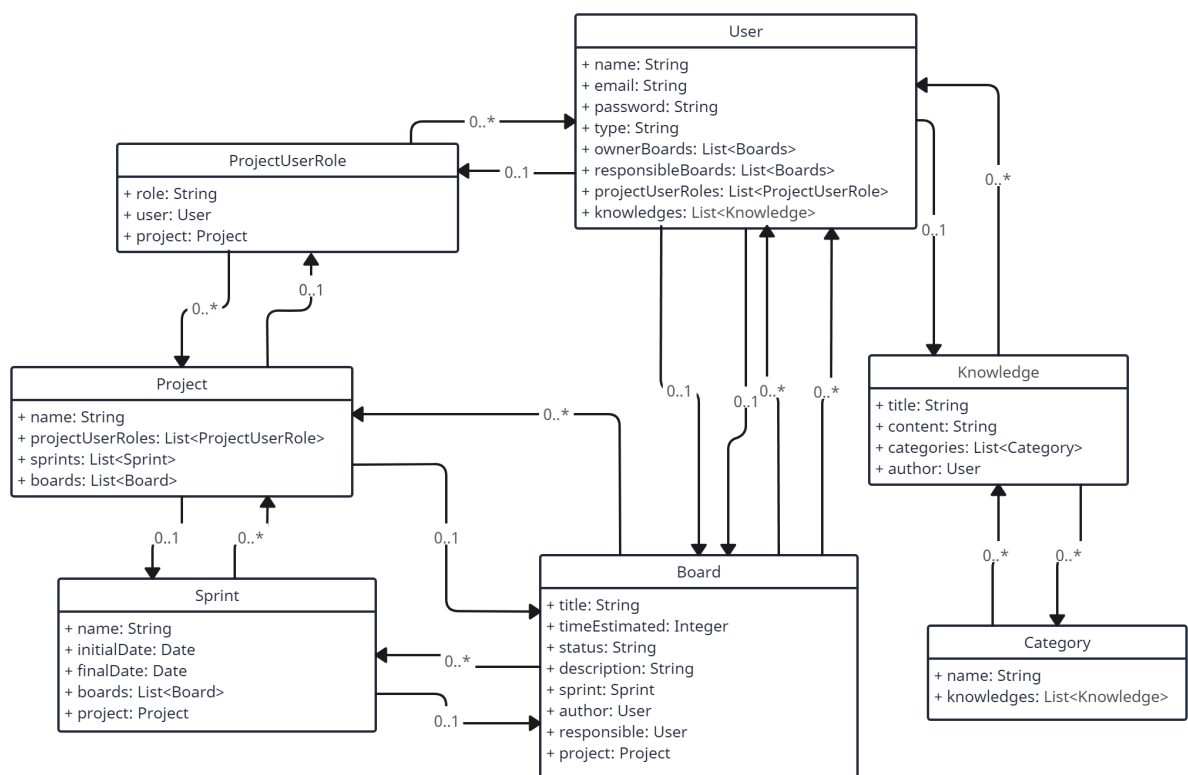 User
+ name: String
+ email: String
+ password: String
+ type: String
+ ownerBoards: List<Boards>
+ responsibleBoards: List<Boards>
+ projectUserRoles: List<ProjectUserRole>
+ knowledges: List<Knowledge>
0..*
0..1
ProjectUserRole
+ role: String
+ user: User
+ project: Project
0..*
0..1
0..*
0..1
Project
+ name: String
+ projectUserRoles: List<ProjectUserRole>
+ sprints: List<Sprint>
+ boards: List<Board>
0..*
0..1
0..1
0..*
0..*
Knowledge
+ title: String
+ content: String
+ categories: List<Category>
+ author: User
0..1
0..*
0..1
0..*
0..*
Sprint
+ name: String
+ initialDate: Date
+ finalDate: Date
+ boards: List<Board>
+ project: Project
0..*
0..1
Board
+ title: String
+ timeEstimated: Integer
+ status: String
+ description: String
+ sprint: Sprint
+ author: User
+ responsible: User
+ project: Project
Category
+ name: String
+ knowledges: List<Knowledge>